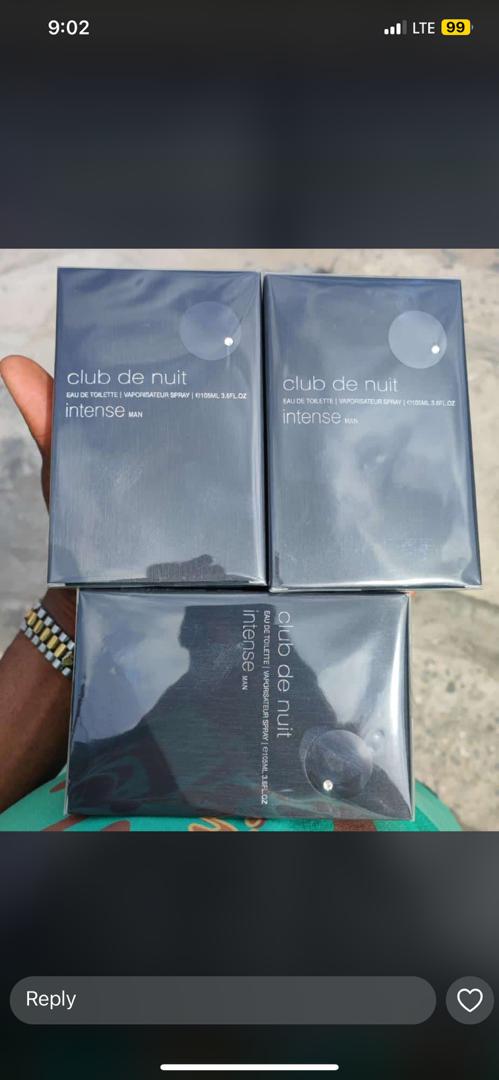 9:02
LTE 99
club de nuit
EAU DE TOILETTE | VAPORISATEUR SPRAY | ℮105ML 3.6FL.OZ
intense MAN
club de nuit
EAU DE TOILETTE | VAPORISATEUR SPRAY | ℮105ML 3.6FL.OZ
intense MAN
club de nuit
EAU DE TOILETTE | VAPORISATEUR SPRAY | ℮105ML 3.6FL.OZ
intense MAN
Reply